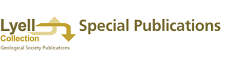 Lyell
Collection
Geological Society Publications
Special Publications